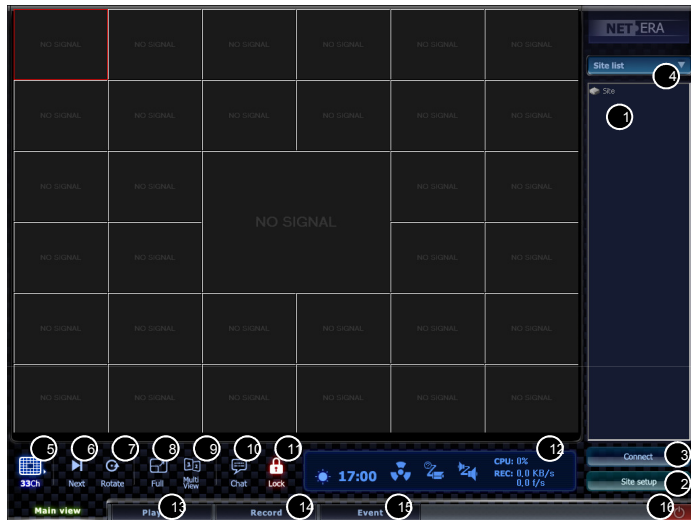 NET ERA
NO SIGNAL NO SIGNAL NO SIGNAL NO SIGNAL NO SIGNAL NO SIGNAL
Site list
4
Site
1
NO SIGNAL NO SIGNAL NO SIGNAL NO SIGNAL NO SIGNAL NO SIGNAL
NO SIGNAL NO SIGNAL NO SIGNAL NO SIGNAL
NO SIGNAL
NO SIGNAL NO SIGNAL NO SIGNAL NO SIGNAL
NO SIGNAL NO SIGNAL NO SIGNAL NO SIGNAL NO SIGNAL NO SIGNAL
NO SIGNAL NO SIGNAL NO SIGNAL NO SIGNAL NO SIGNAL NO SIGNAL
5 6 7 8 9 10 11 12
33Ch Next Rotate Full Multi View Chat Lock
1 2
17:00
CPU: 0%
REC: 0,0 KB/s
0,0 f/s
Connect 3
Site setup 2
Main view Play 13 Record 14 Event 15 16